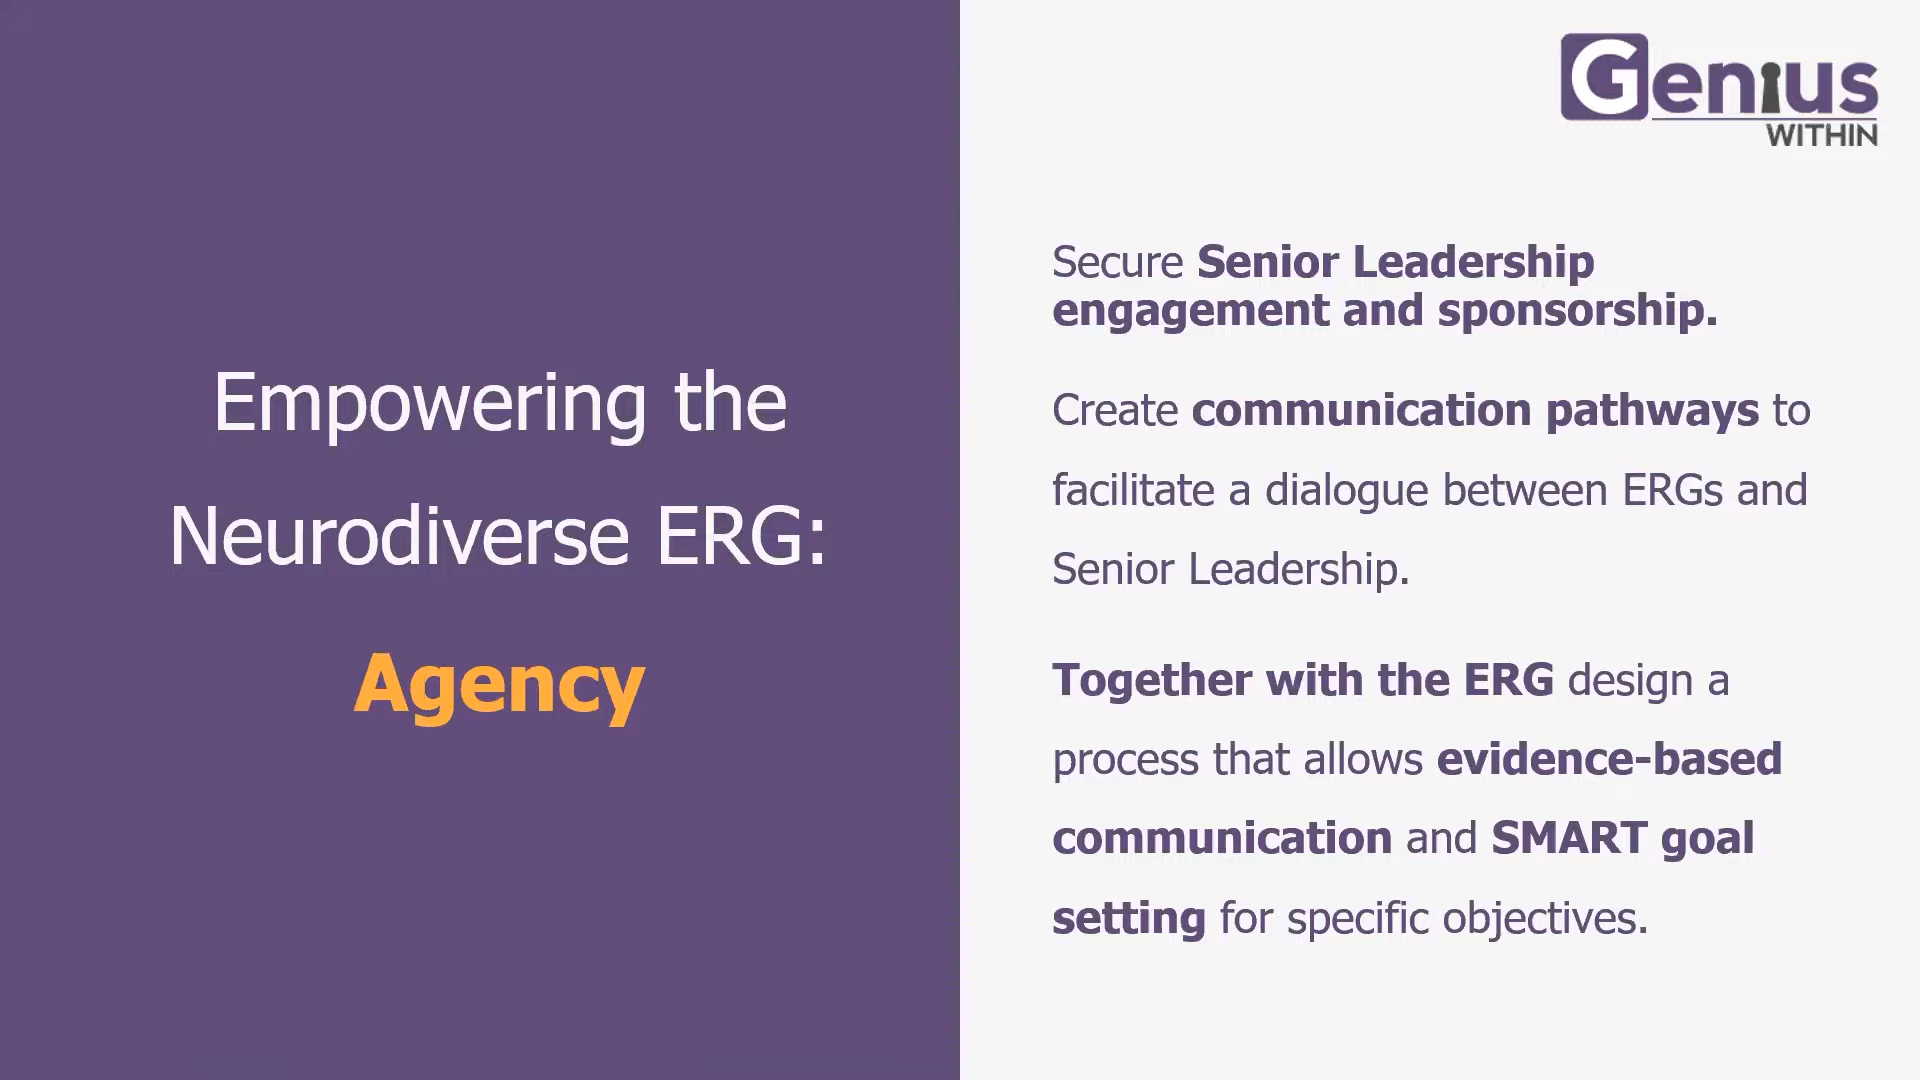 Genius
WITHIN
Empowering the
Neurodiverse ERG:
Agency
Secure Senior Leadership
engagement and sponsorship.
Create communication pathways to
facilitate a dialogue between ERGs and
Senior Leadership.
Together with the ERG design a
process that allows evidence-based
communication and SMART goal
setting for specific objectives.